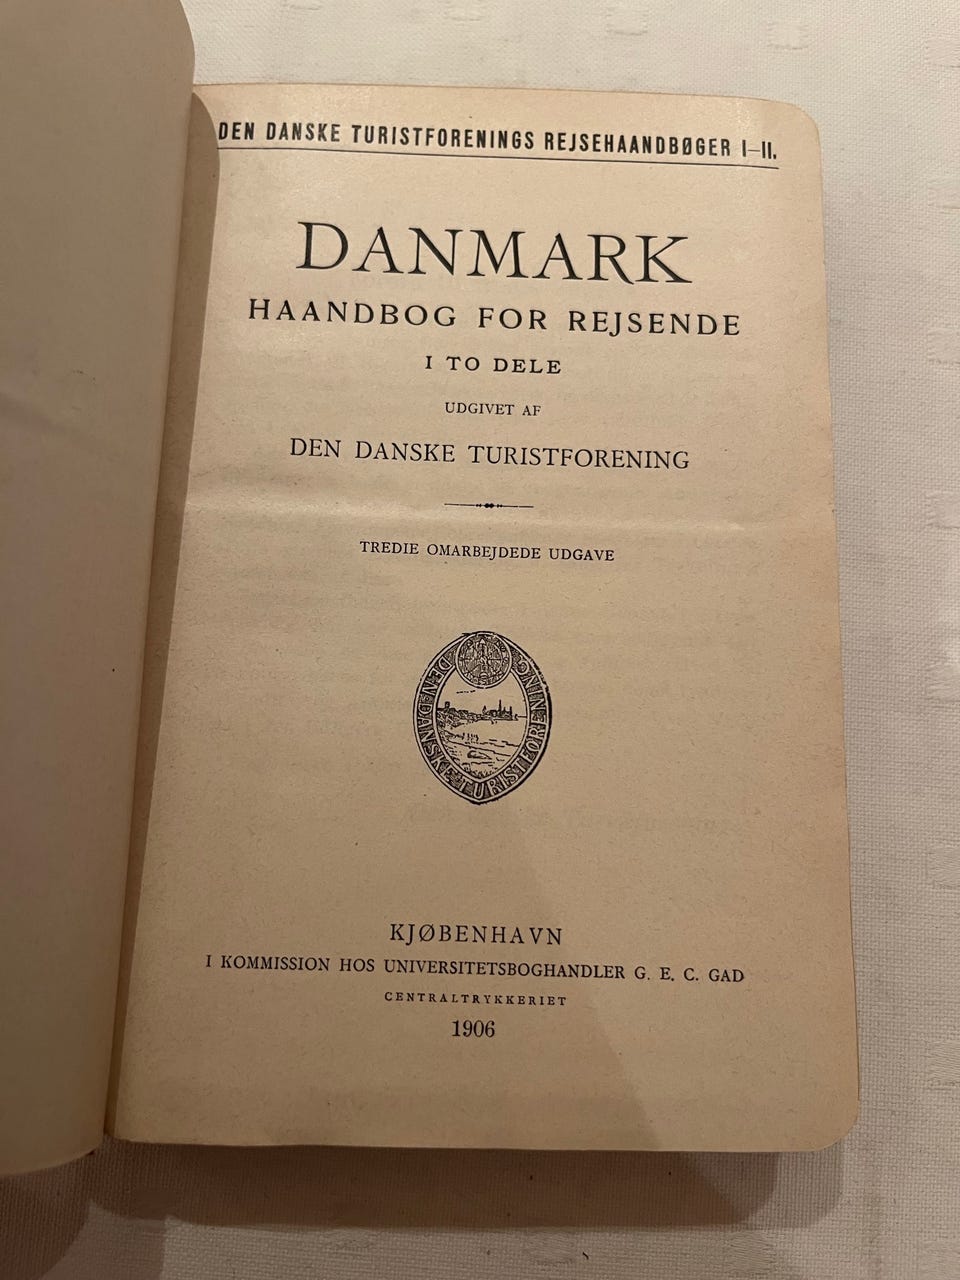 DEN DANSKE TURISTFORENINGS REJSEHAANDBØGER I–II.
DANMARK
HAANDBOG FOR REJSENDE
I TO DELE
UDGIVET AF
DEN DANSKE TURISTFORENING
TREDIE OMARBEJDEDE UDGAVE
DEN·DANSKE·TURISTFORENING
KJØBENHAVN
I KOMMISSION HOS UNIVERSITETSBOGHANDLER G. E. C. GAD
CENTRALTRYKKERIET
1906